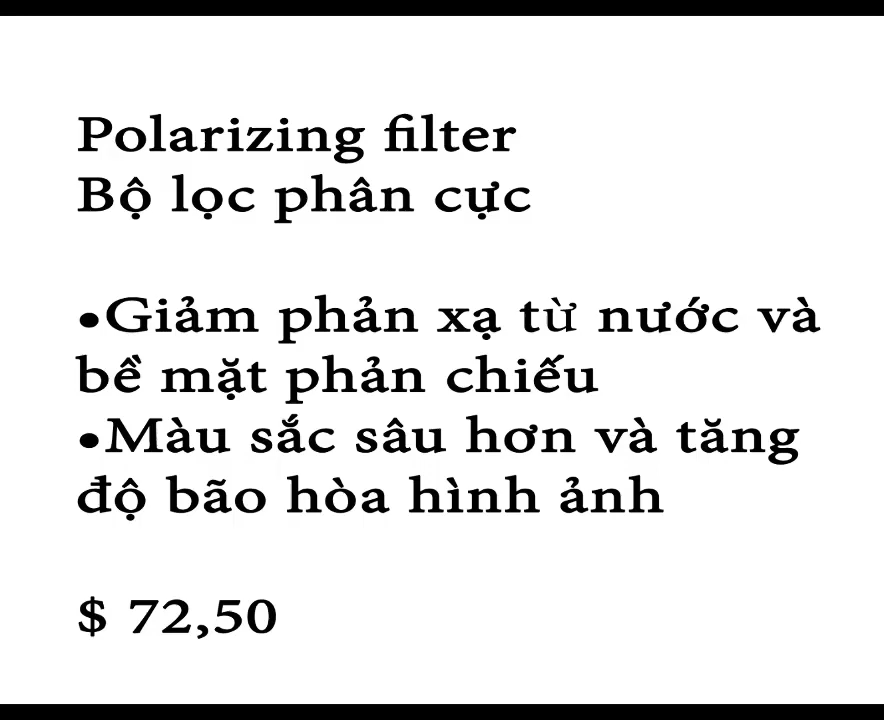 Polarizing filter
Bộ lọc phân cực
•Giảm phản xạ từ nước và
bề mặt phản chiếu
•Màu sắc sâu hơn và tăng
độ bão hòa hình ảnh
$ 72,50